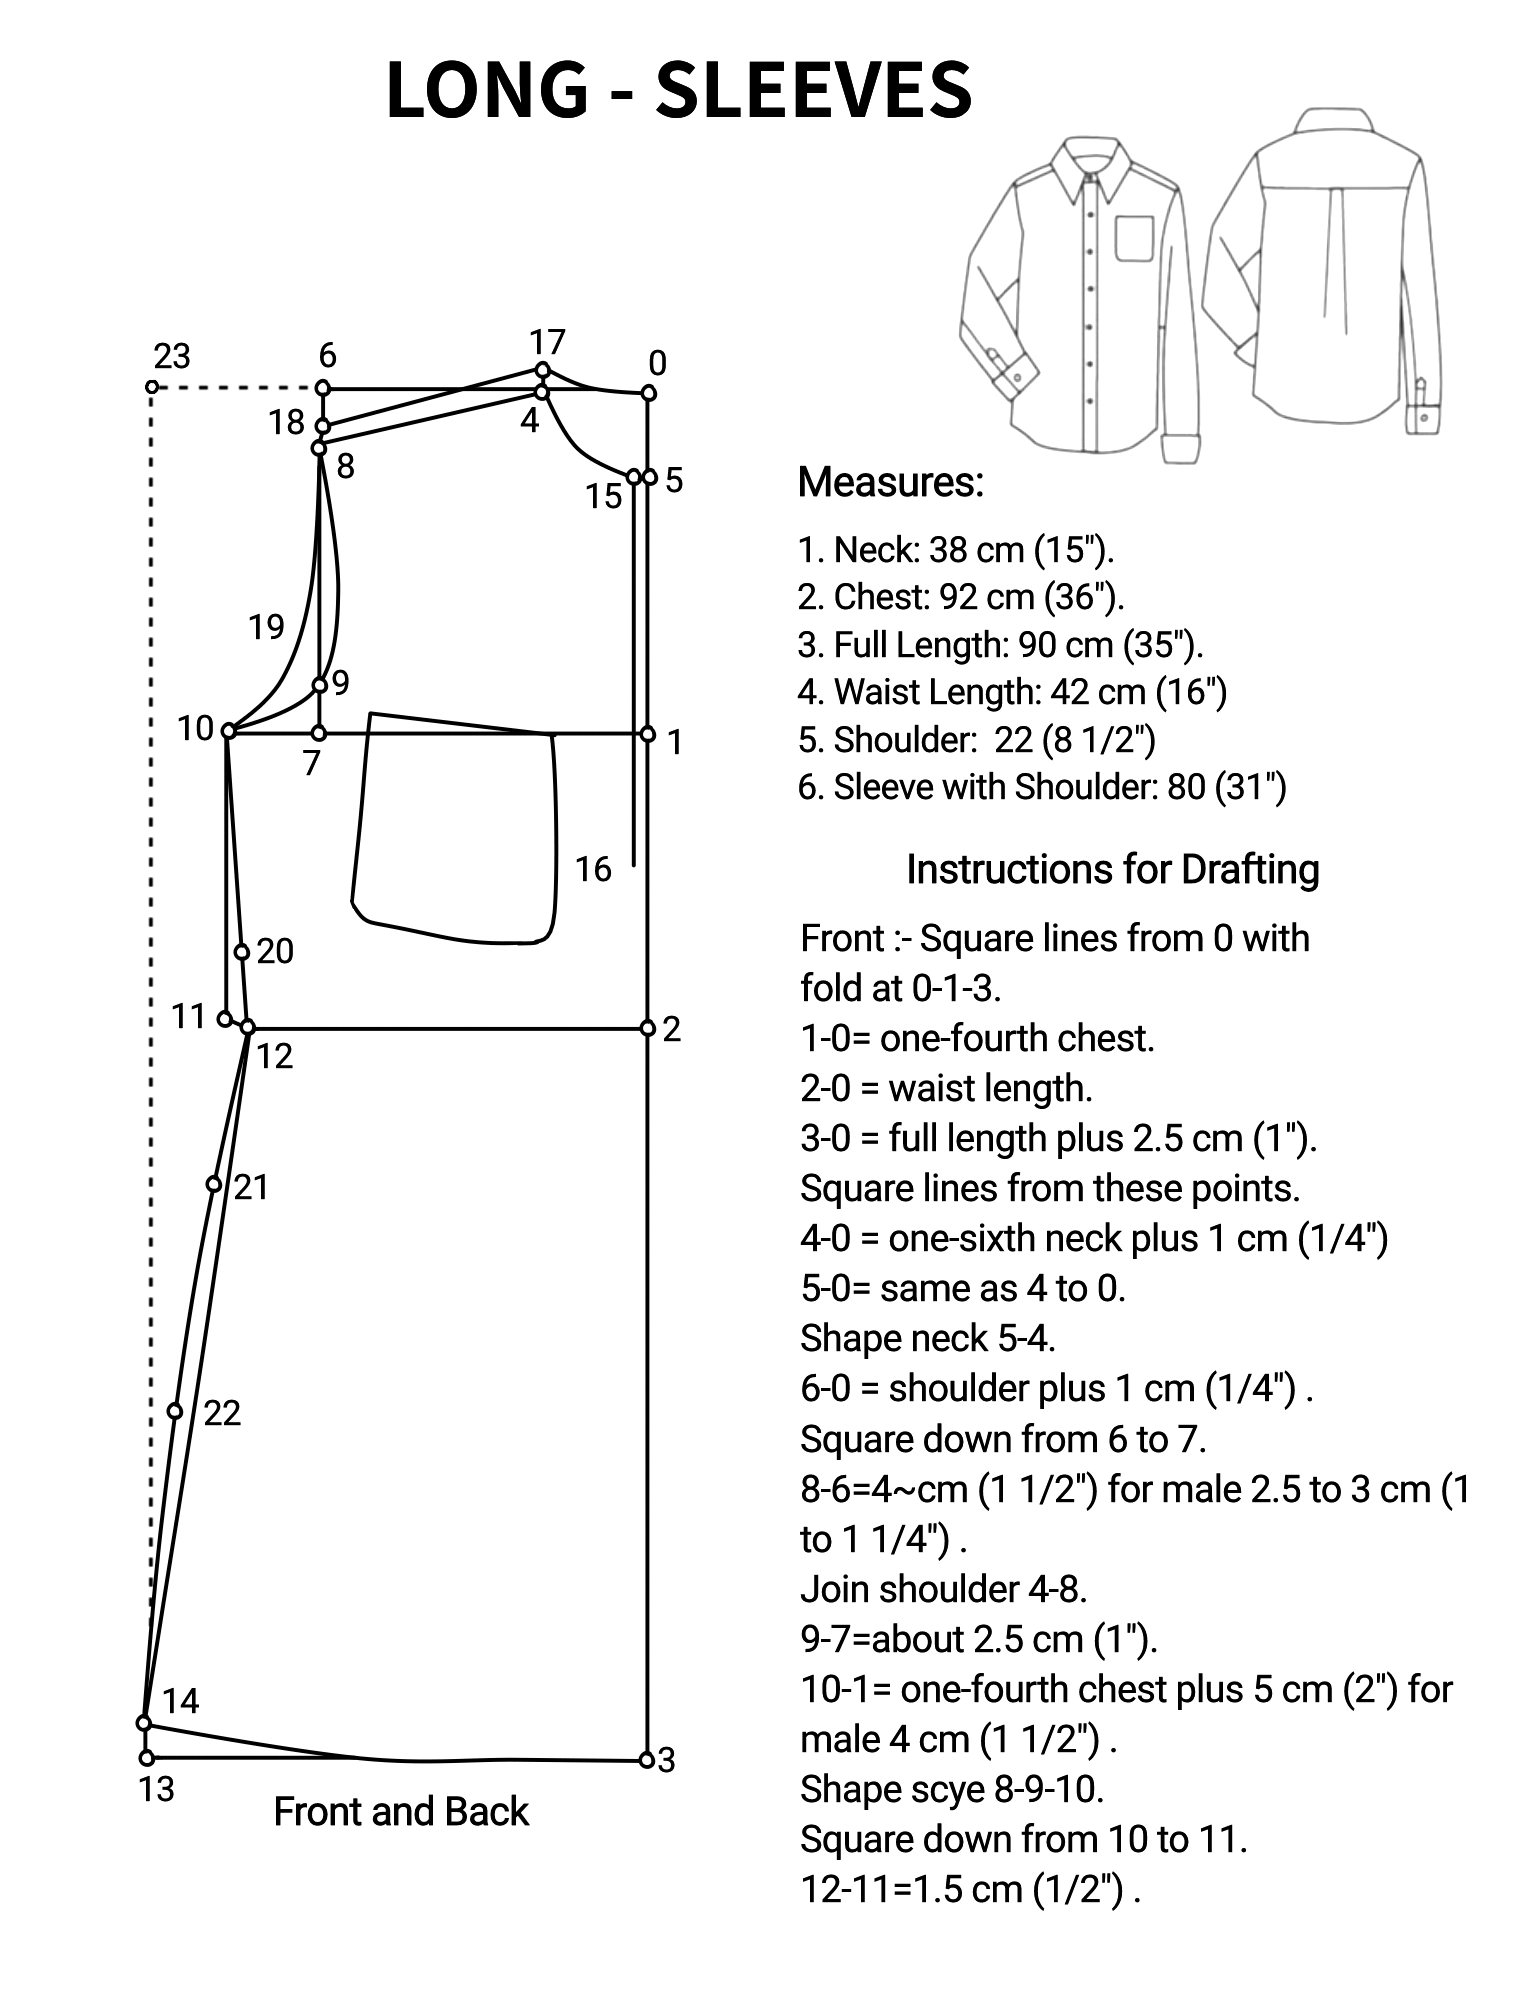 LONG - SLEEVES
23
6
17
0
18
4
8
15
5
19
9
10
7
1
16
20
11
12
2
21
22
14
13
3
Front and Back
Measures:
1. Neck: 38 cm (15").
2. Chest: 92 cm (36").
3. Full Length: 90 cm (35").
4. Waist Length: 42 cm (16")
5. Shoulder:  22 (8 1/2")
6. Sleeve with Shoulder: 80 (31")
Instructions for Drafting
Front :- Square lines from 0 with
fold at 0-1-3.
1-0= one-fourth chest.
2-0 = waist length.
3-0 = full length plus 2.5 cm (1").
Square lines from these points.
4-0 = one-sixth neck plus 1 cm (1/4")
5-0= same as 4 to 0.
Shape neck 5-4.
6-0 = shoulder plus 1 cm (1/4") .
Square down from 6 to 7.
8-6=4~cm (1 1/2") for male 2.5 to 3 cm (1
to 1 1/4") .
Join shoulder 4-8.
9-7=about 2.5 cm (1").
10-1= one-fourth chest plus 5 cm (2") for
male 4 cm (1 1/2") .
Shape scye 8-9-10.
Square down from 10 to 11.
12-11=1.5 cm (1/2") .